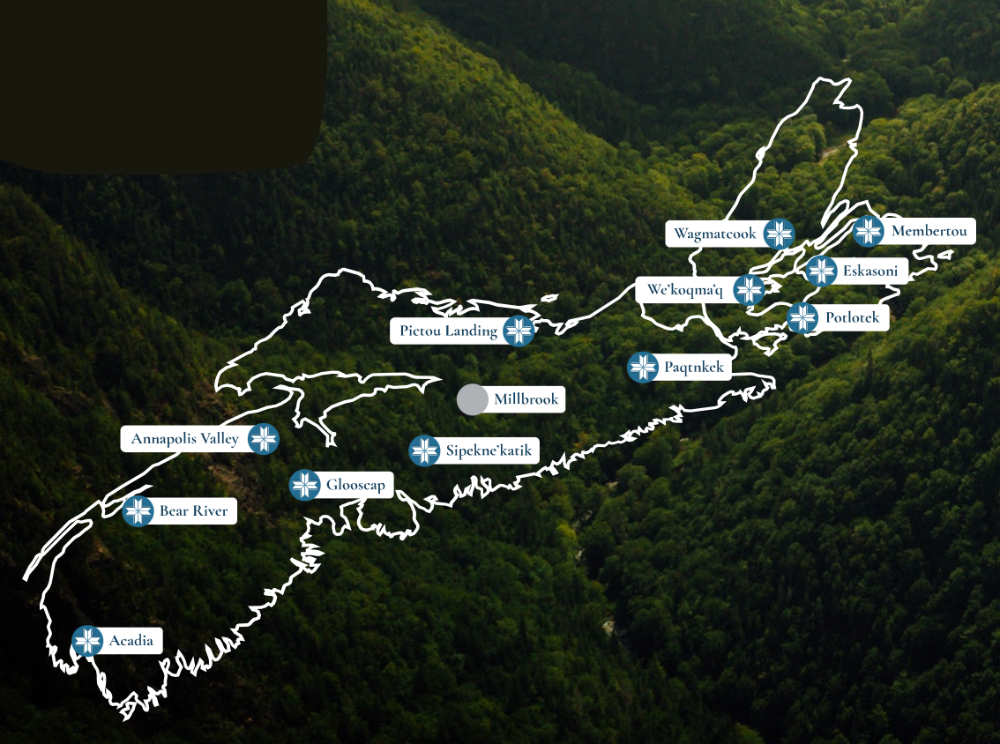 Wagmatcook
Membertou
Eskasoni
We'koqma'q
Potlotek
Pictou Landing
Paqtnkek
Millbrook
Annapolis Valley
Sipekne'katik
Glooscap
Bear River
Acadia